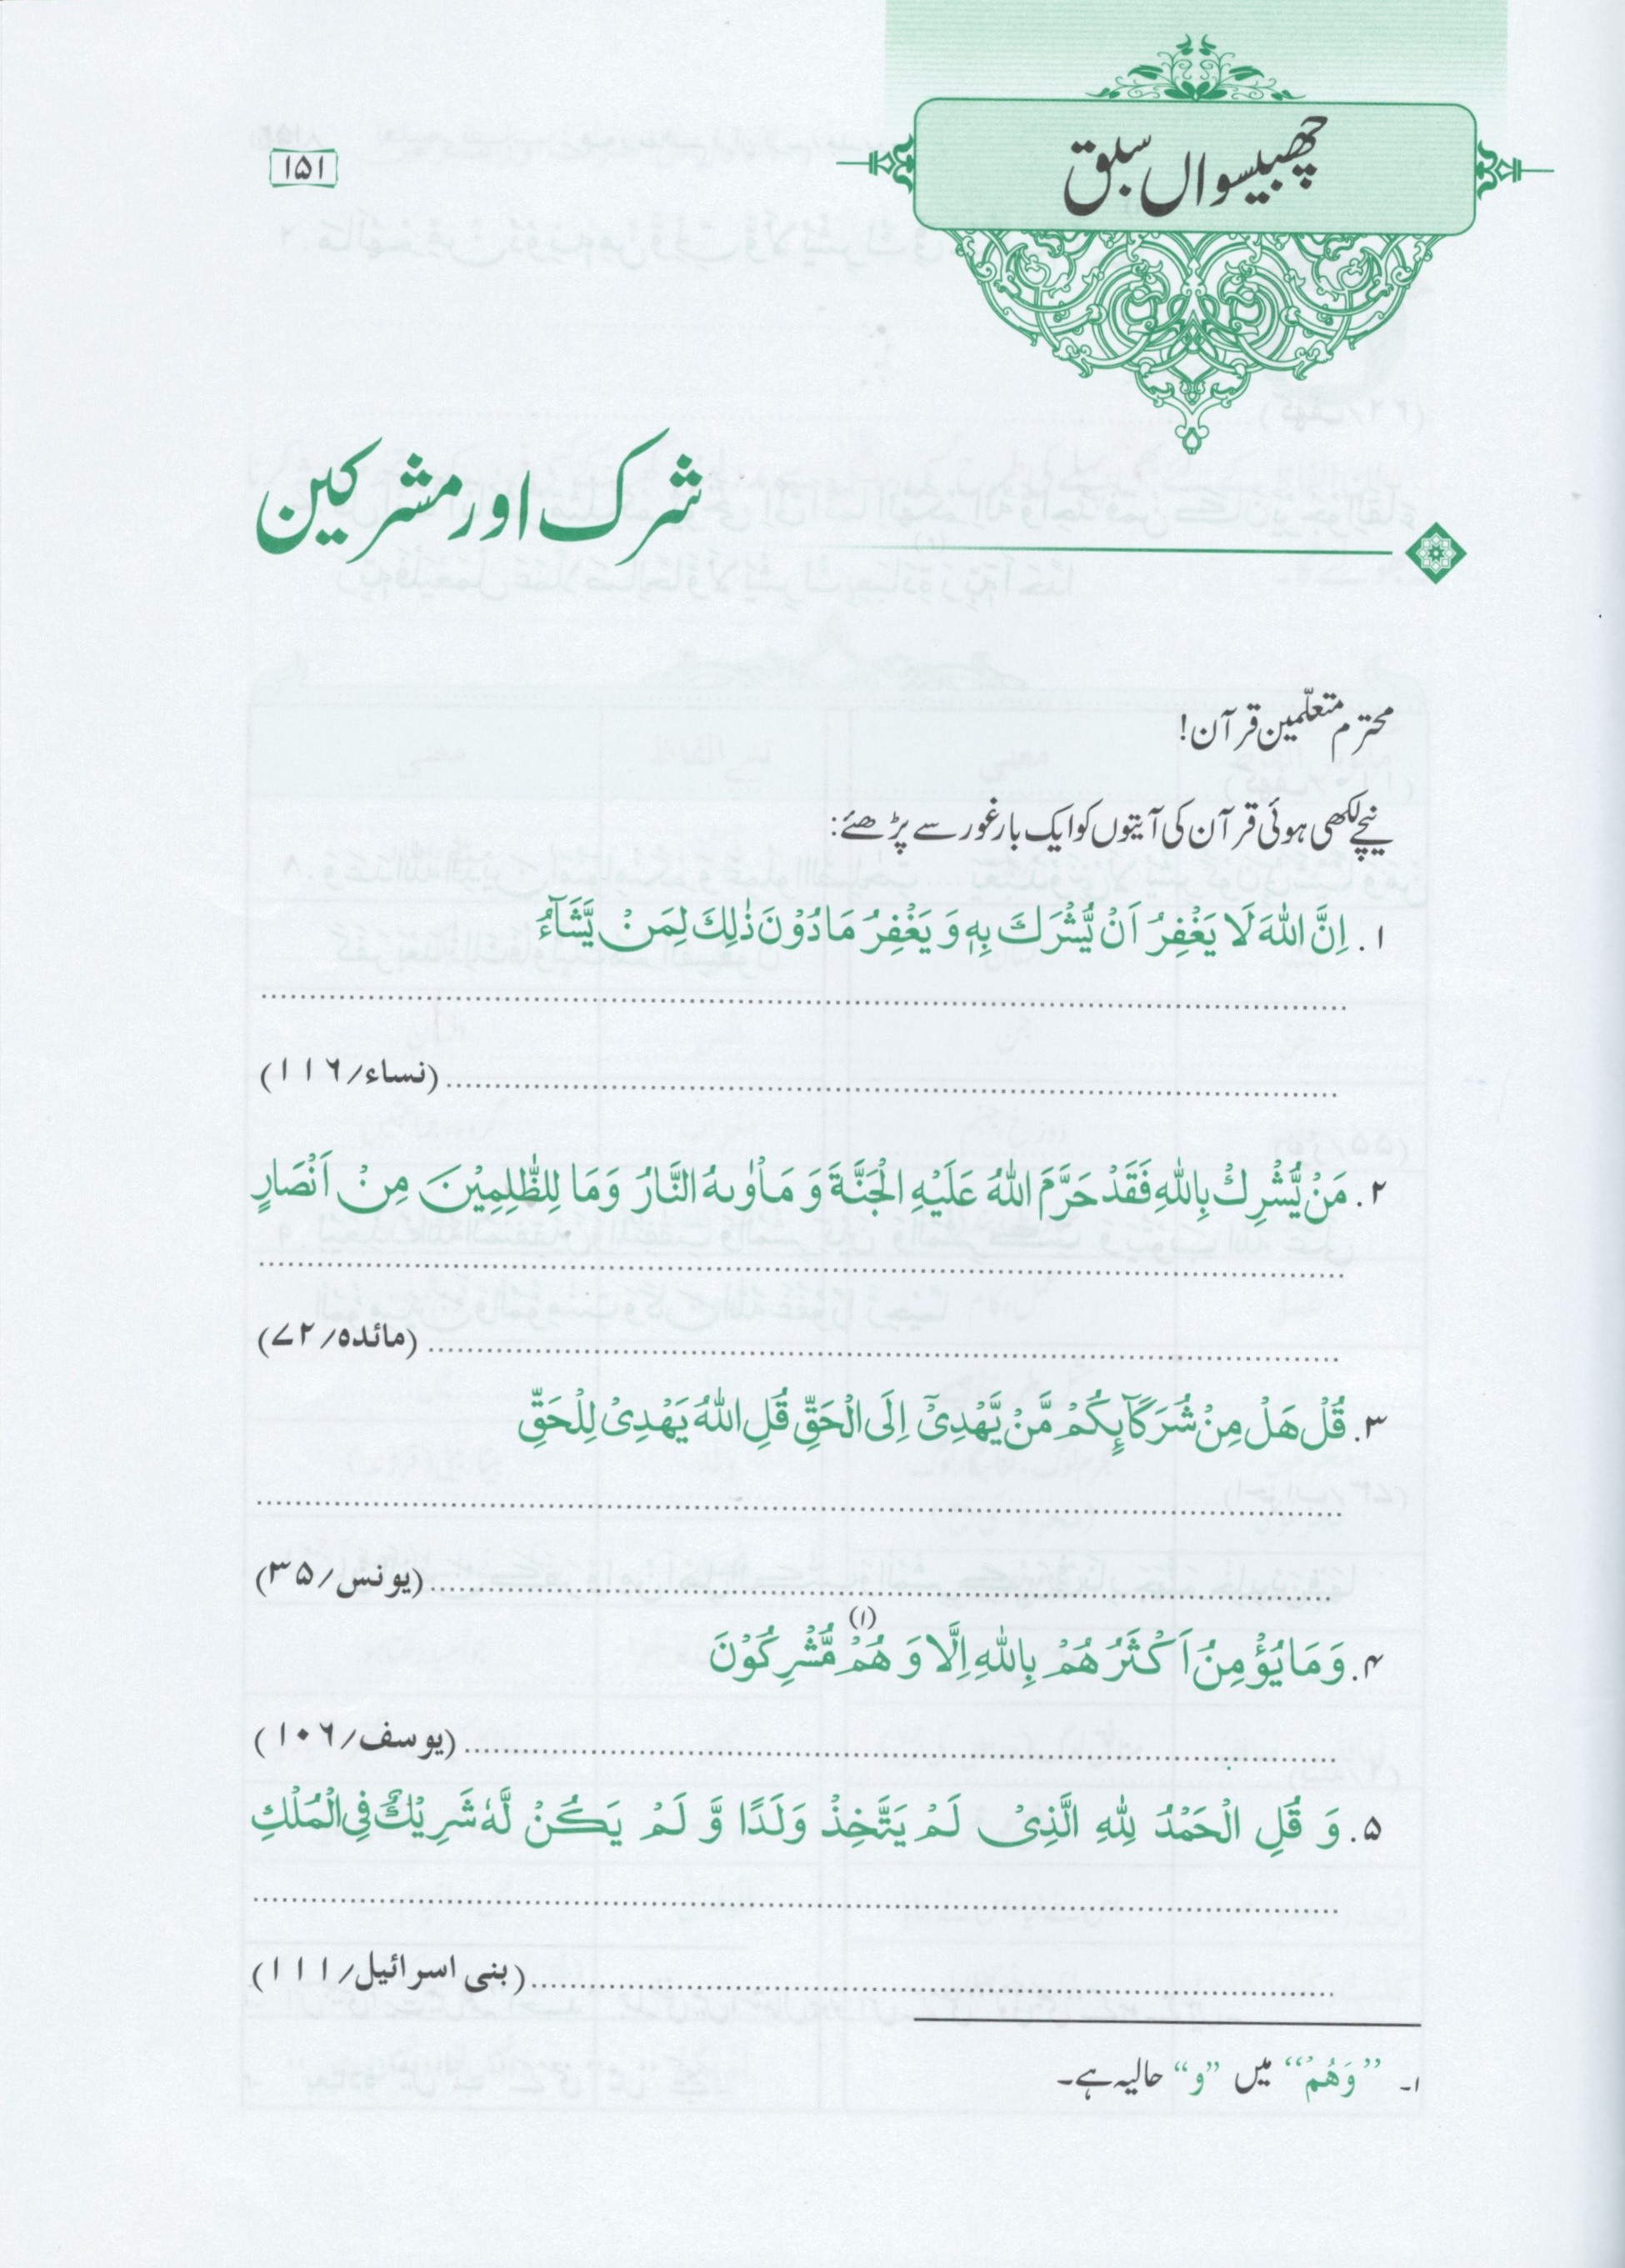 چھبیسواں سبق
۱۵۱
شرک اور مشرکین
محترم متعلّمین قرآن!
نیچے لکھی ہوئی قرآن کی آیتوں کو ایک بار غور سے پڑھئے:
۱. اِنَّ اللّٰهَ لَا يَغْفِرُ اَنْ يُّشْرَكَ بِهٖ وَ يَغْفِرُ مَا دُوْنَ ذٰلِكَ لِمَنْ يَّشَآءُ
(نساء/۱۱۶)
۲. مَنْ يُّشْرِكْ بِاللّٰهِ فَقَدْ حَرَّمَ اللّٰهُ عَلَيْهِ الْجَنَّةَ وَ مَاْوٰىهُ النَّارُ وَمَا لِلظّٰلِمِيْنَ مِنْ اَنْصَارٍ
(مائدہ/۷۲)
۳. قُلْ هَلْ مِنْ شُرَكَآئِكُمْ مَّنْ يَّهْدِيْٓ اِلَى الْحَقِّ قُلِ اللّٰهُ يَهْدِيْ لِلْحَقِّ
(یونس/۳۵)
۴. وَمَا يُؤْمِنُ اَكْثَرُهُمْ بِاللّٰهِ اِلَّا وَ هُمْ (۱) مُّشْرِكُوْنَ
(یوسف/۱۰۶)
۵. وَ قُلِ الْحَمْدُ لِلّٰهِ الَّذِيْ لَمْ يَتَّخِذْ وَلَدًا وَّ لَمْ يَكُنْ لَّهٗ شَرِيْكٌ فِي الْمُلْكِ
(بنی اسرائیل/۱۱۱)
۱۔ ”وَهُمْ“ میں ”و“ حالیہ ہے۔